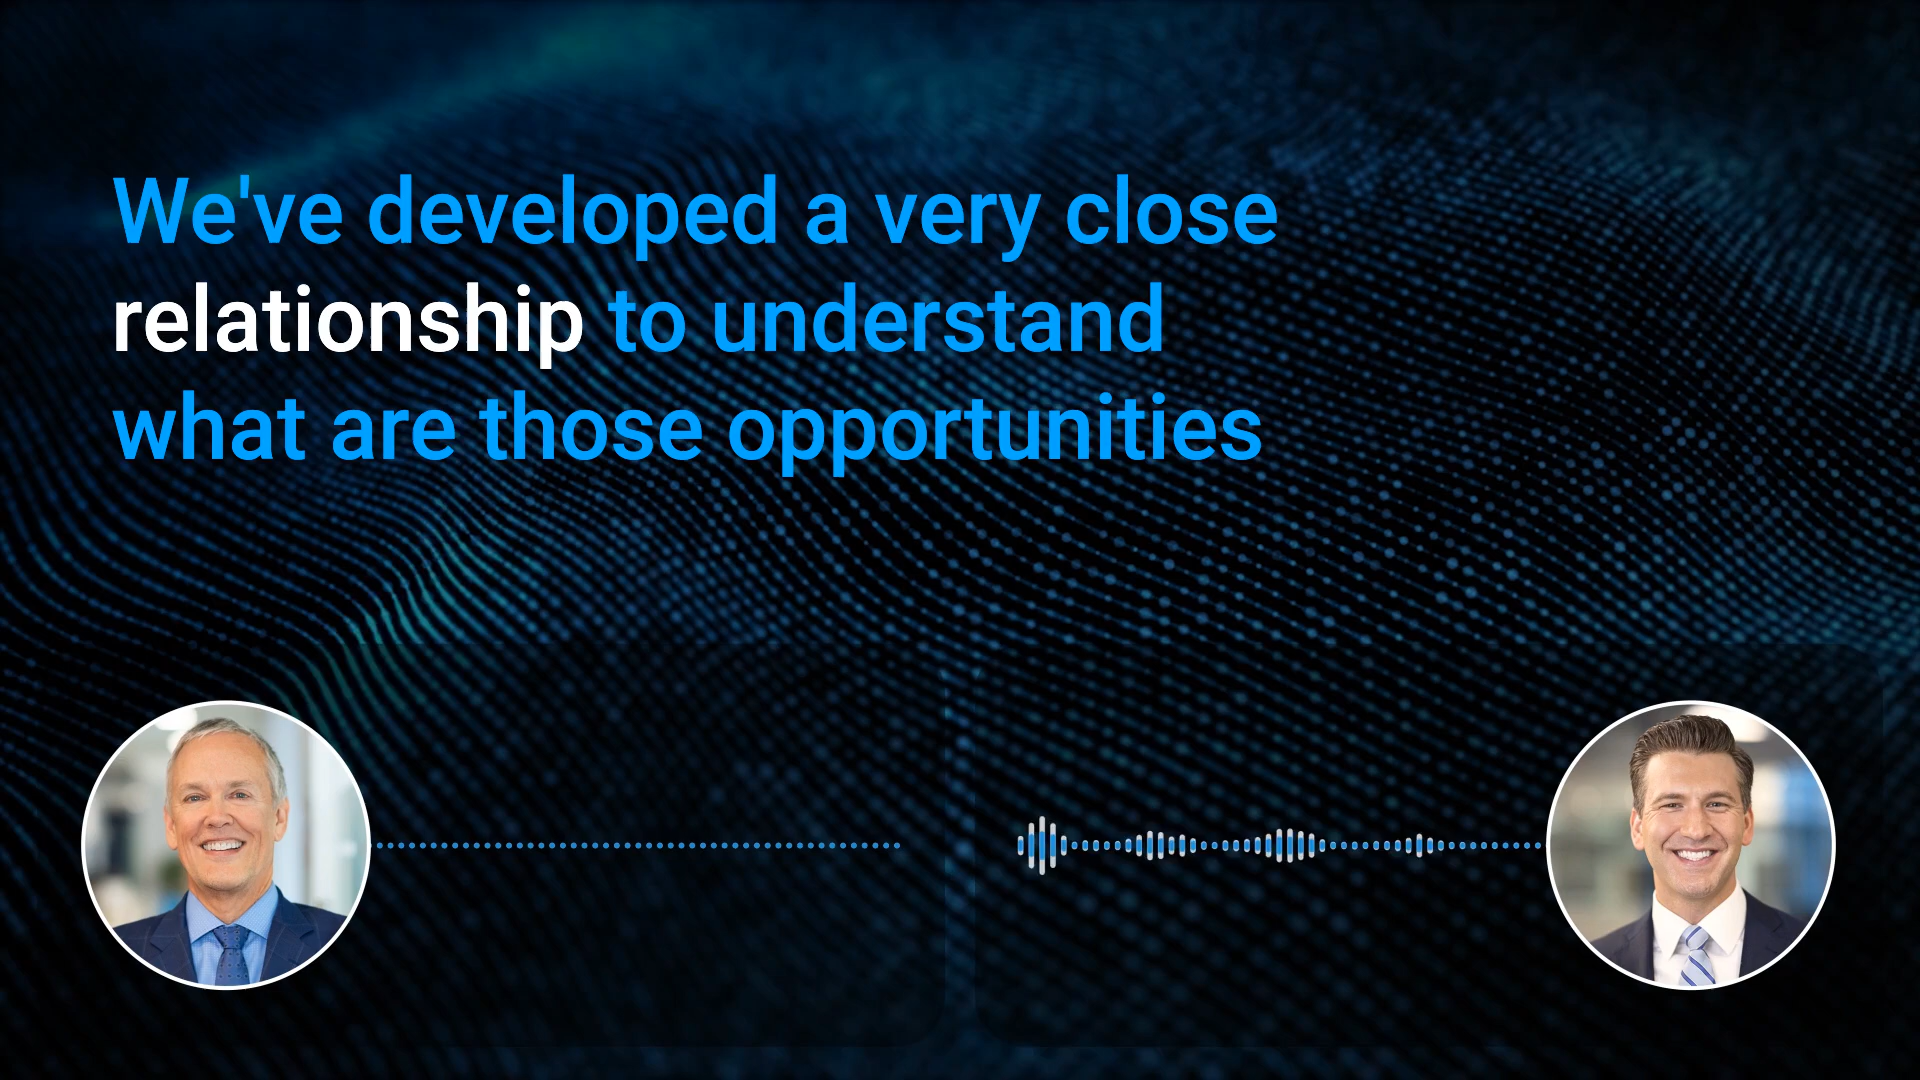 We've developed a very close
relationship to understand
what are those opportunities